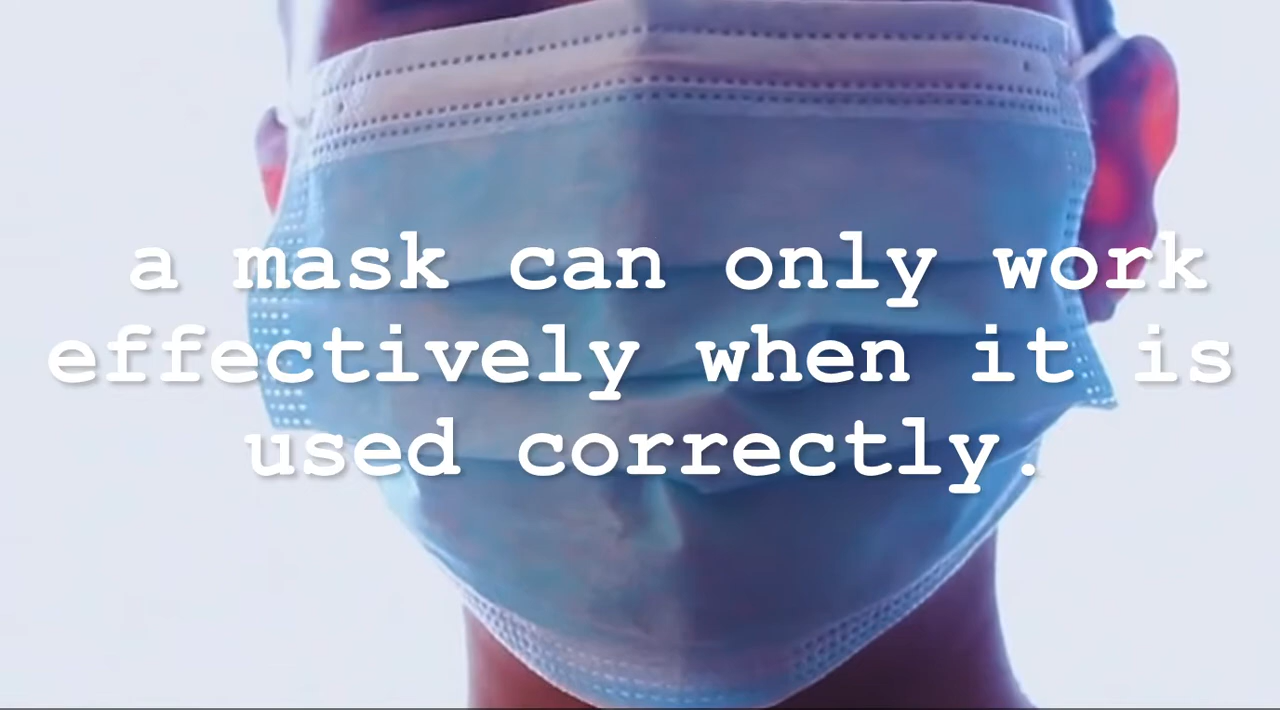 a mask can only work
effectively when it is
used correctly.